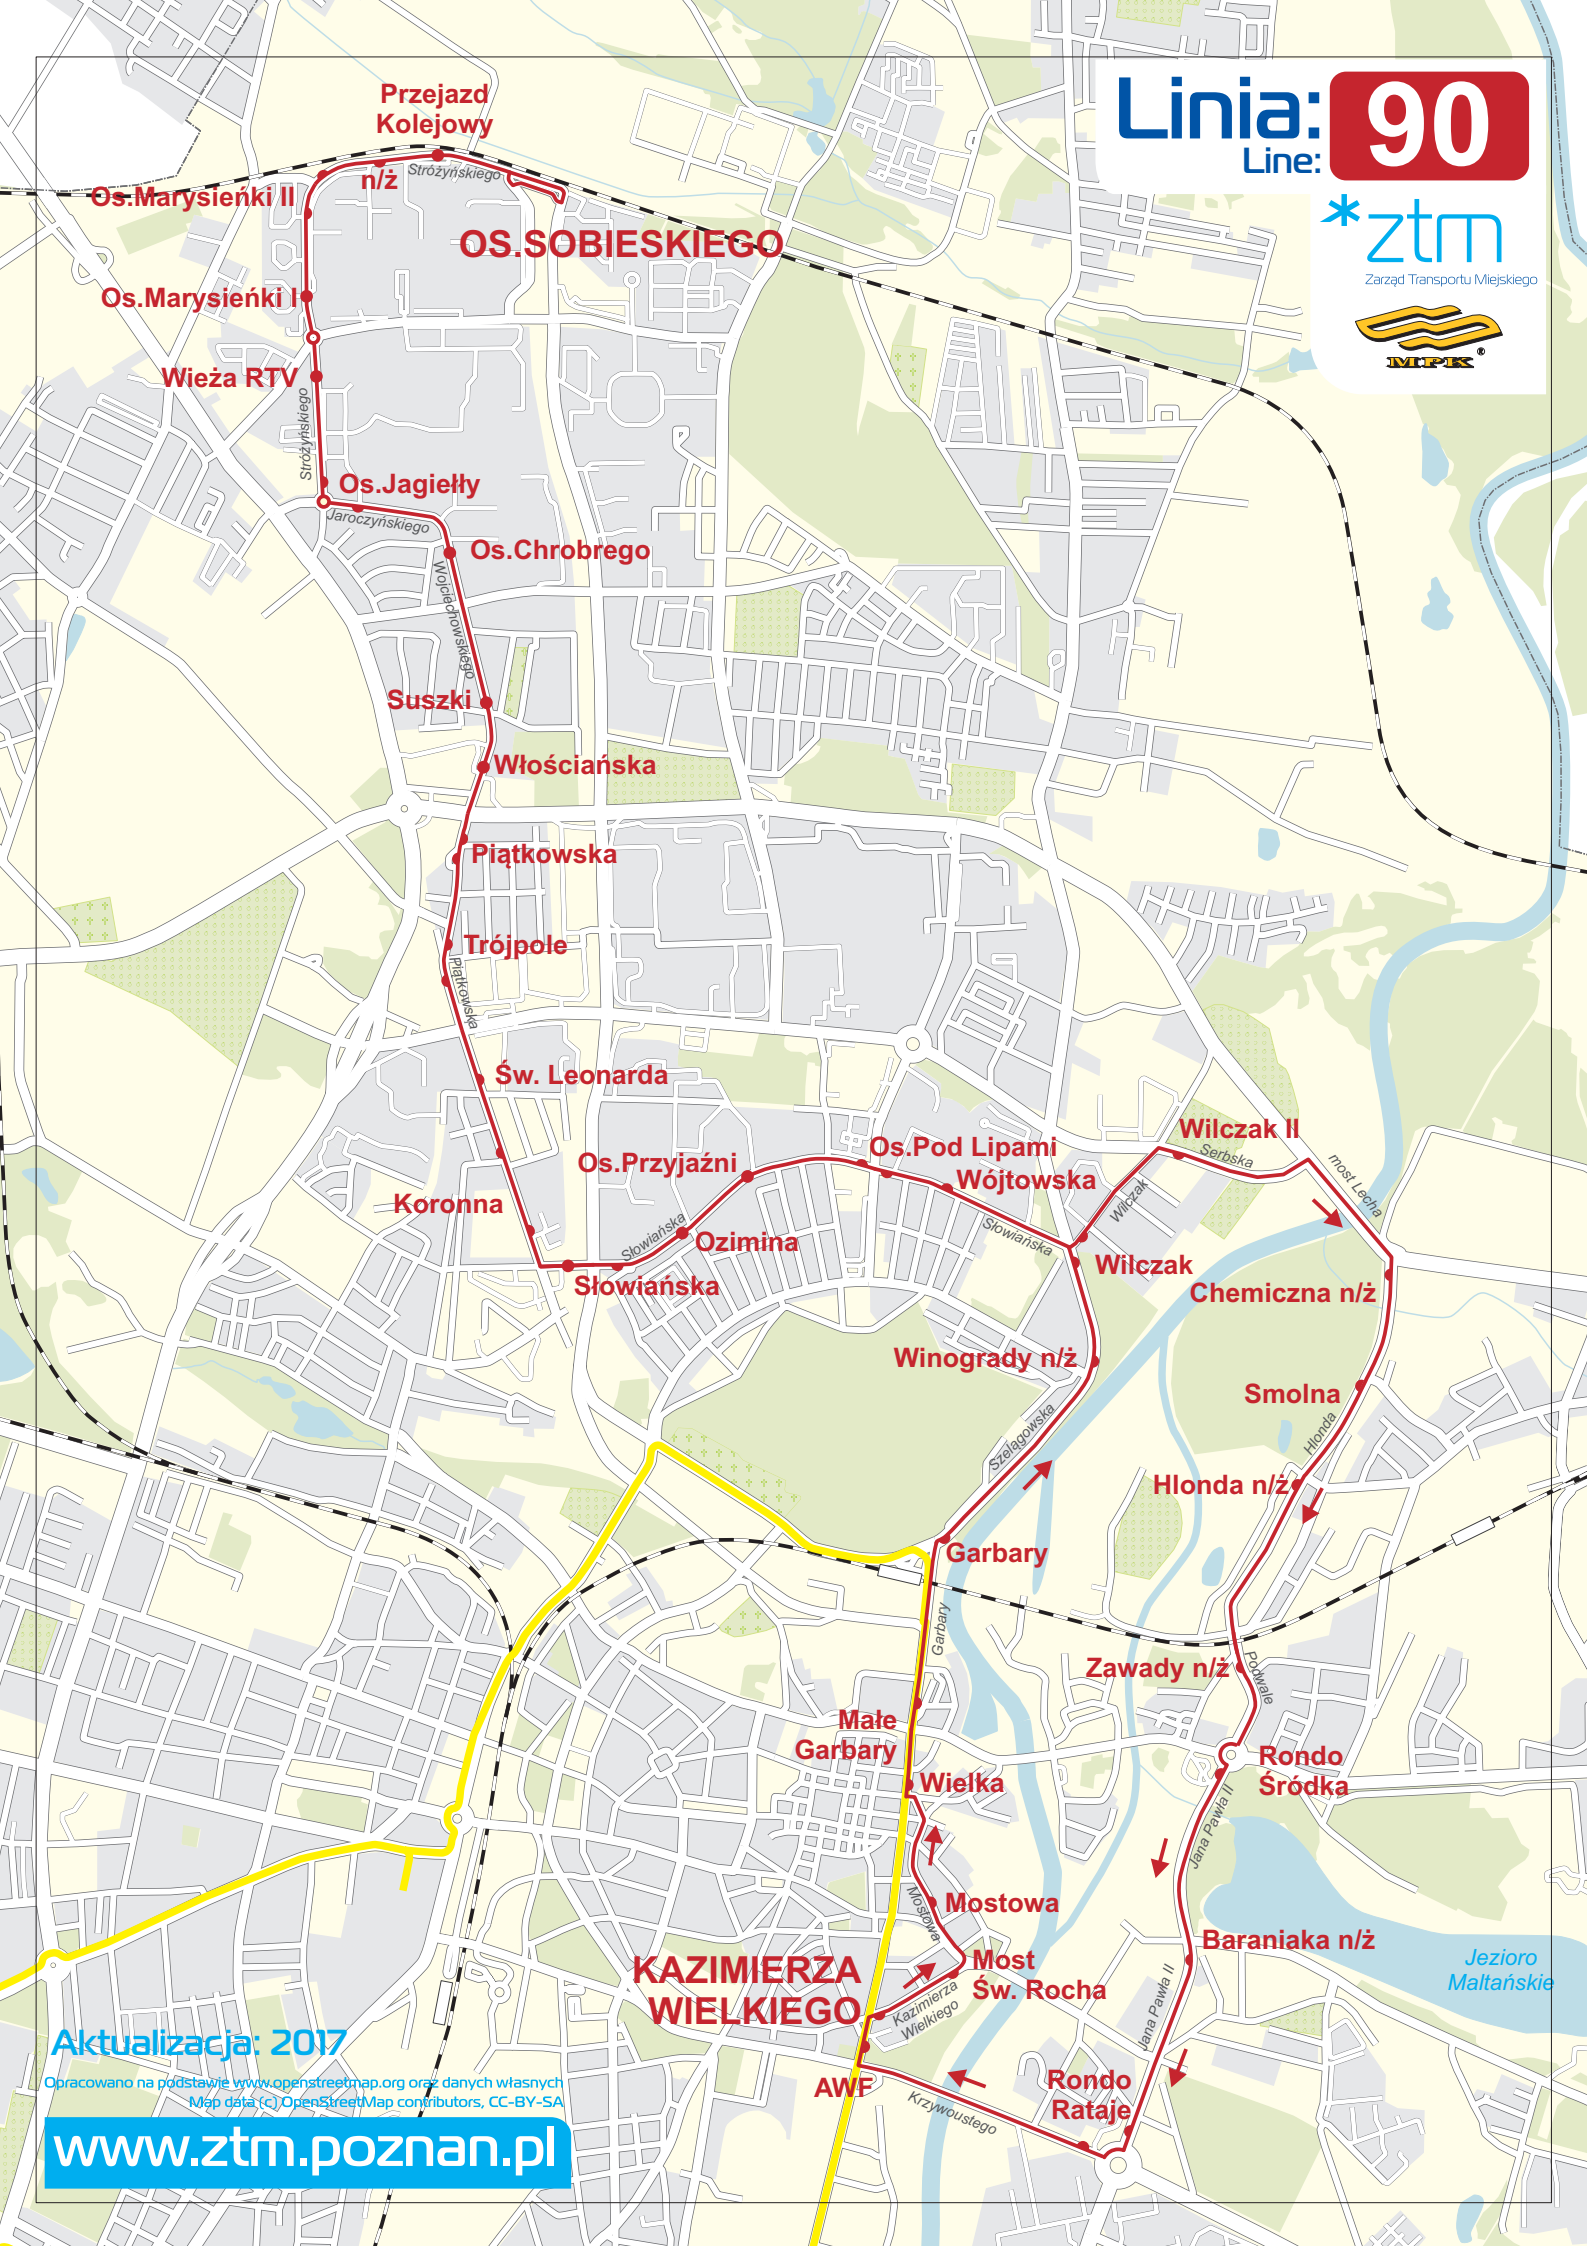 Linia:
Line:
90
ztm
Zarząd Transportu Miejskiego
MPK®
Przejazd
Kolejowy
n/ż
Stróżyńskiego
Os.Marysieńki II
OS.SOBIESKIEGO
Os.Marysieńki I
Wieża RTV
Stróżyńskiego
Os.Jagiełły
Jaroczyńskiego
Os.Chrobrego
Wojciechowskiego
Suszki
Włościańska
Piątkowska
Trójpole
Piątkowska
Św. Leonarda
Koronna
Słowiańska
Słowiańska
Ozimina
Os.Przyjaźni
Os.Pod Lipami
Wójtowska
Słowiańska
Wilczak
Wilczak
Wilczak II
Serbska
most Lecha
Chemiczna n/ż
Smolna
Hlonda
Hlonda n/ż
Winogrady n/ż
Szelągowska
Garbary
Garbary
Zawady n/ż
Podwale
Małe
Garbary
Wielka
Rondo
Śródka
Jana Pawła II
Mostowa
Mostowa
Most
Św. Rocha
Baraniaka n/ż
Jezioro
Maltańskie
KAZIMIERZA
WIELKIEGO
Kazimierza
Wielkiego
Jana Pawła II
AWF
Krzywoustego
Rondo
Rataje
Aktualizacja: 2017
Opracowano na podstawie www.openstreetmap.org oraz danych własnych
Map data (c) OpenStreetMap contributors, CC-BY-SA
www.ztm.poznan.pl